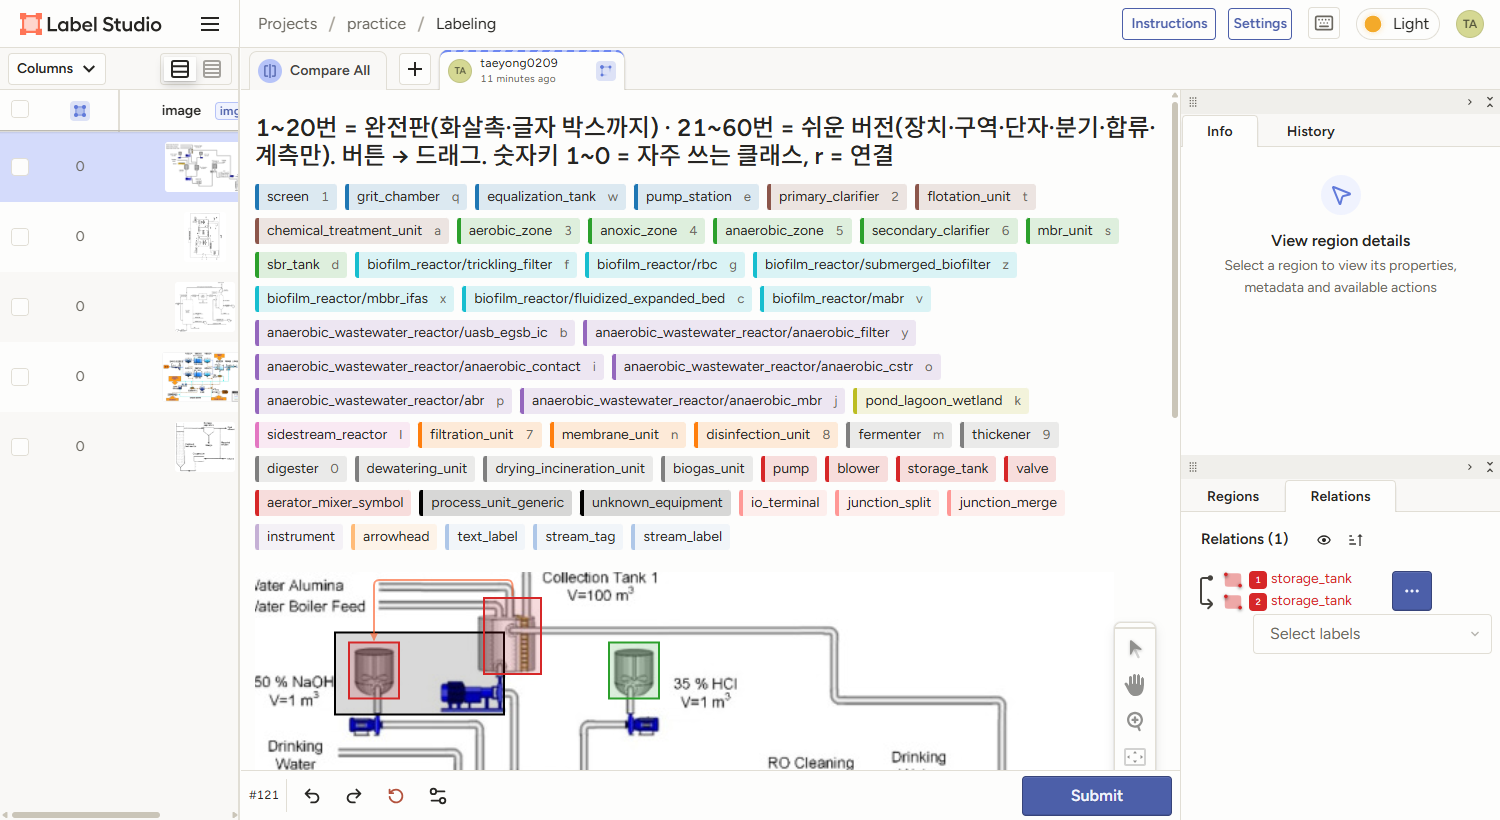 Label Studio
Projects / practice / Labeling
Instructions
Settings
Light
TA
Columns
Compare All
TA
taeyong0209
11 minutes ago
image
img
0
0
0
0
0
1~20번 = 완전판(화살촉·글자 박스까지) · 21~60번 = 쉬운 버전(장치·구역·단자·분기·합류·
계측만). 버튼 → 드래그. 숫자키 1~0 = 자주 쓰는 클래스, r = 연결
screen 1 grit_chamber q equalization_tank w pump_station e primary_clarifier 2 flotation_unit t
chemical_treatment_unit a aerobic_zone 3 anoxic_zone 4 anaerobic_zone 5 secondary_clarifier 6 mbr_unit s
sbr_tank d biofilm_reactor/trickling_filter f biofilm_reactor/rbc g biofilm_reactor/submerged_biofilter z
biofilm_reactor/mbbr_ifas x biofilm_reactor/fluidized_expanded_bed c biofilm_reactor/mabr v
anaerobic_wastewater_reactor/uasb_egsb_ic b anaerobic_wastewater_reactor/anaerobic_filter y
anaerobic_wastewater_reactor/anaerobic_contact i anaerobic_wastewater_reactor/anaerobic_cstr o
anaerobic_wastewater_reactor/abr p anaerobic_wastewater_reactor/anaerobic_mbr j pond_lagoon_wetland k
sidestream_reactor l filtration_unit 7 membrane_unit n disinfection_unit 8 fermenter m thickener 9
digester 0 dewatering_unit drying_incineration_unit biogas_unit pump blower storage_tank valve
aerator_mixer_symbol process_unit_generic unknown_equipment io_terminal junction_split junction_merge
instrument arrowhead text_label stream_tag stream_label
Vater Alumina
Vater Boiler Feed
Collection Tank 1
V=100 m³
50 % NaOH
V=1 m³
35 % HCl
V=1 m³
Drinking
Water
RO Cleaning
Drinking
#121
Submit
Info
History
View region details
Select a region to view its properties,
metadata and available actions
Regions
Relations
Relations (1)
1 storage_tank
2 storage_tank
Select labels